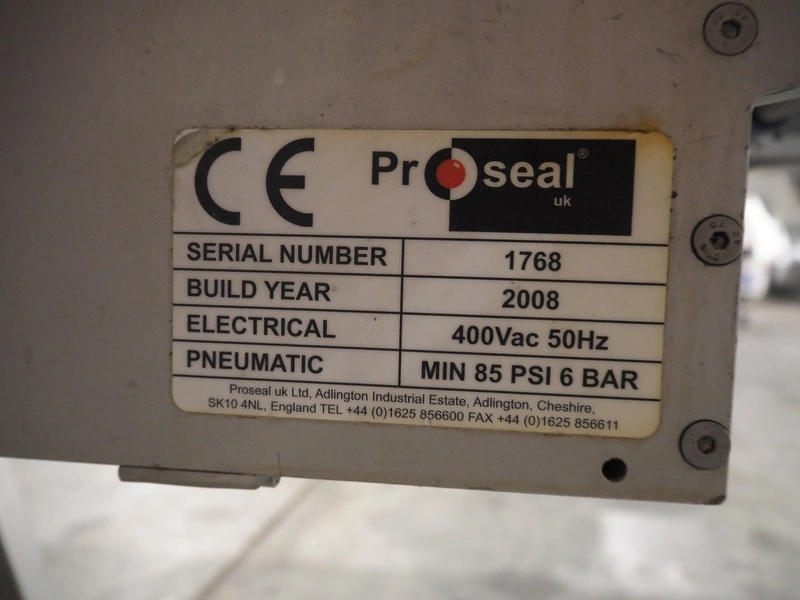 CE Proseal®
uk
SERIAL NUMBER 1768
BUILD YEAR 2008
ELECTRICAL 400Vac 50Hz
PNEUMATIC MIN 85 PSI 6 BAR
Proseal uk Ltd, Adlington Industrial Estate, Adlington, Cheshire,
SK10 4NL, England TEL +44 (0)1625 856600 FAX +44 (0)1625 856611